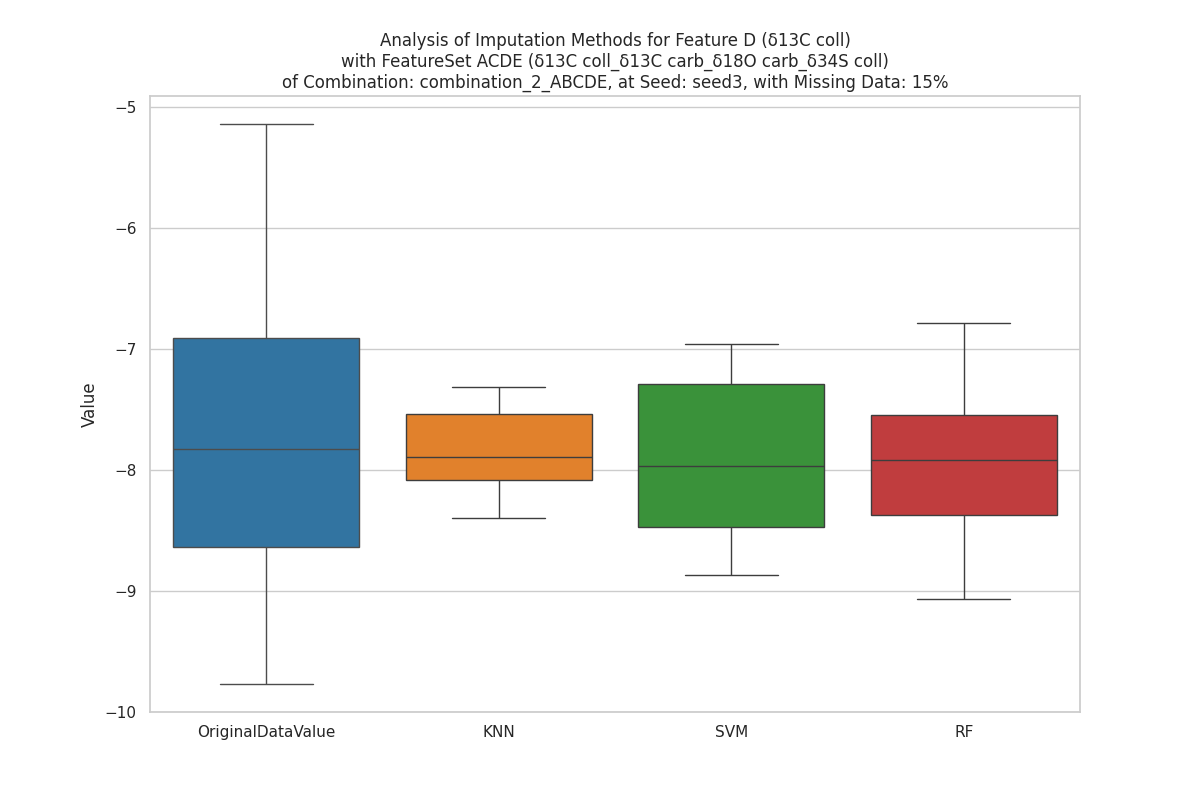 Analysis of Imputation Methods for Feature D (δ13C coll)
with FeatureSet ACDE (δ13C coll_δ13C carb_δ18O carb_δ34S coll)
of Combination: combination_2_ABCDE, at Seed: seed3, with Missing Data: 15%
−5
−6
−7
−8
−9
−10
Value
OriginalDataValue
KNN
SVM
RF